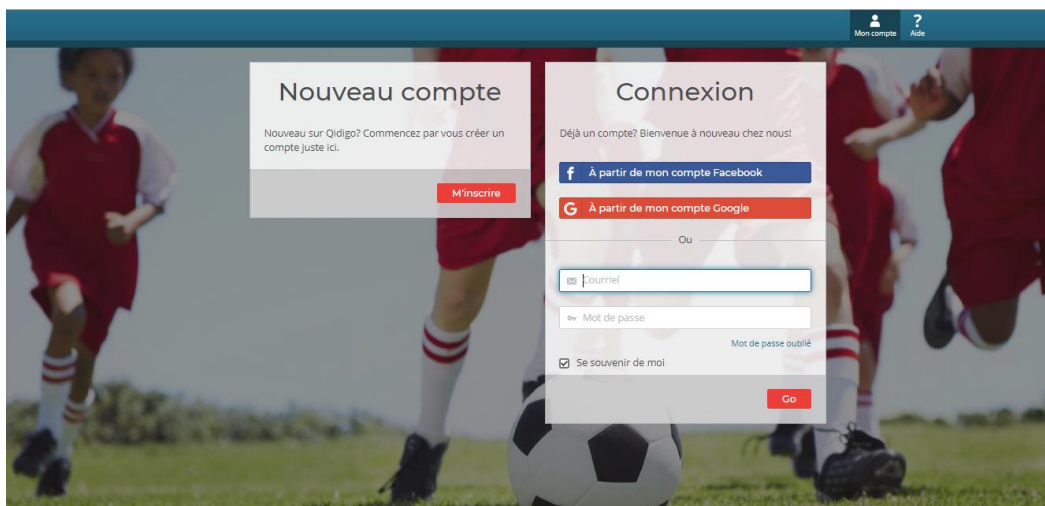 Mon compte
?
Aide
Nouveau compte
Nouveau sur Qidigo? Commencez par vous créer un
compte juste ici.
M'inscrire
Connexion
Déjà un compte? Bienvenue à nouveau chez nous!
f À partir de mon compte Facebook
G À partir de mon compte Google
Ou
Courriel
Mot de passe
Mot de passe oublié
Se souvenir de moi
Go